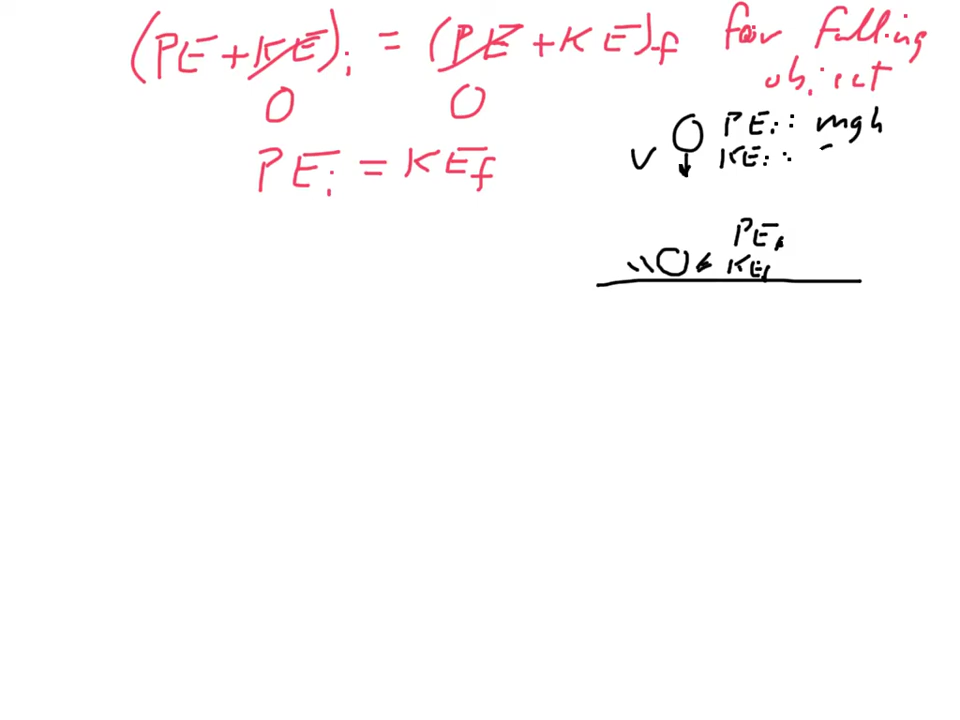 (PE + KE)i = (PE + KE)f for falling
object
0 0
PEi = KEf
PEi: mgh
KEi:
V
PEf
KEf